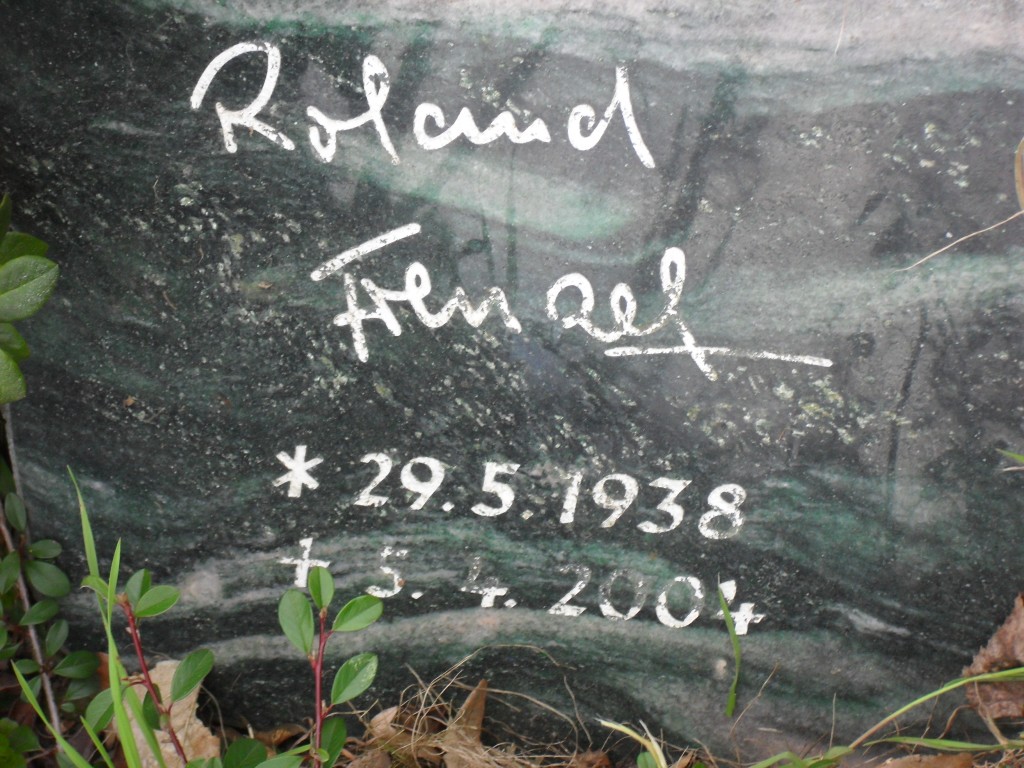 Roland
Frenzel
* 29.5.1938
+ 5.4.2004